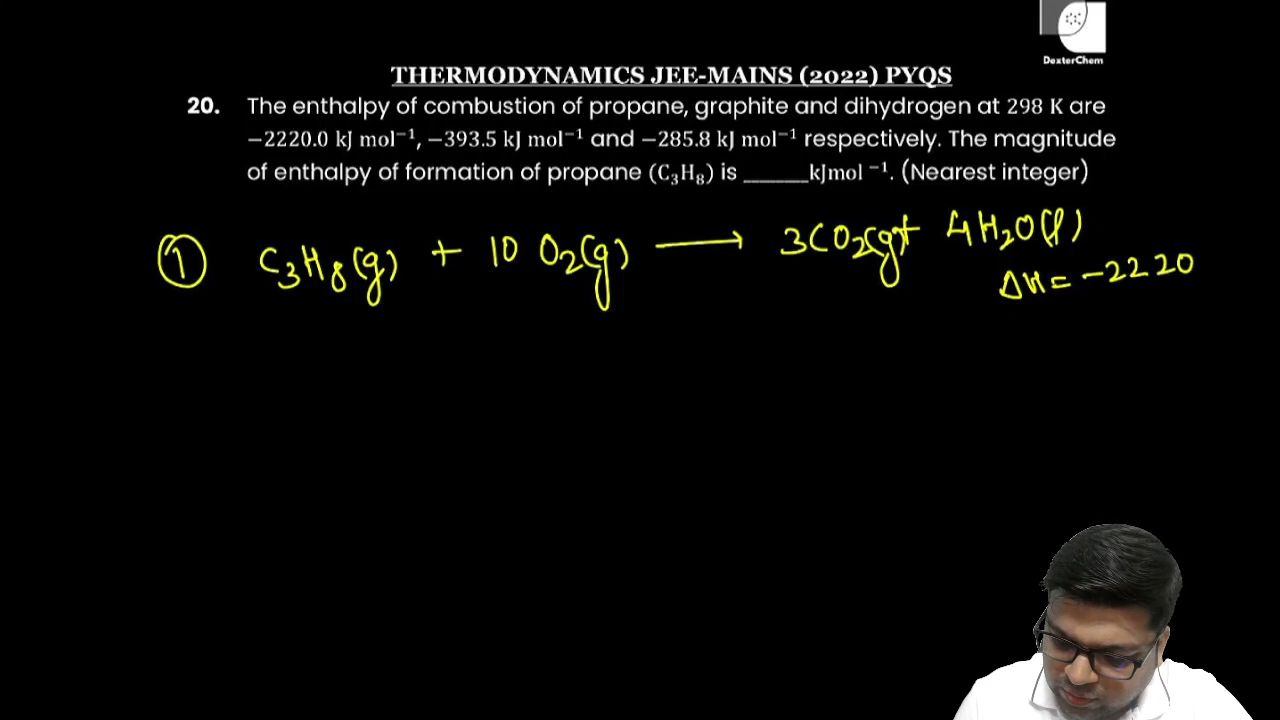 DexterChem
THERMODYNAMICS JEE-MAINS (2022) PYQS
20. The enthalpy of combustion of propane, graphite and dihydrogen at 298 K are
−2220.0 kJ mol⁻¹, −393.5 kJ mol⁻¹ and −285.8 kJ mol⁻¹ respectively. The magnitude
of enthalpy of formation of propane (C₃H₈) is ______kJmol ⁻¹. (Nearest integer)
① C₃H₈(g) + 10 O₂(g) ⟶ 3CO₂(g)+ 4H₂O(l)
ΔH = −2220